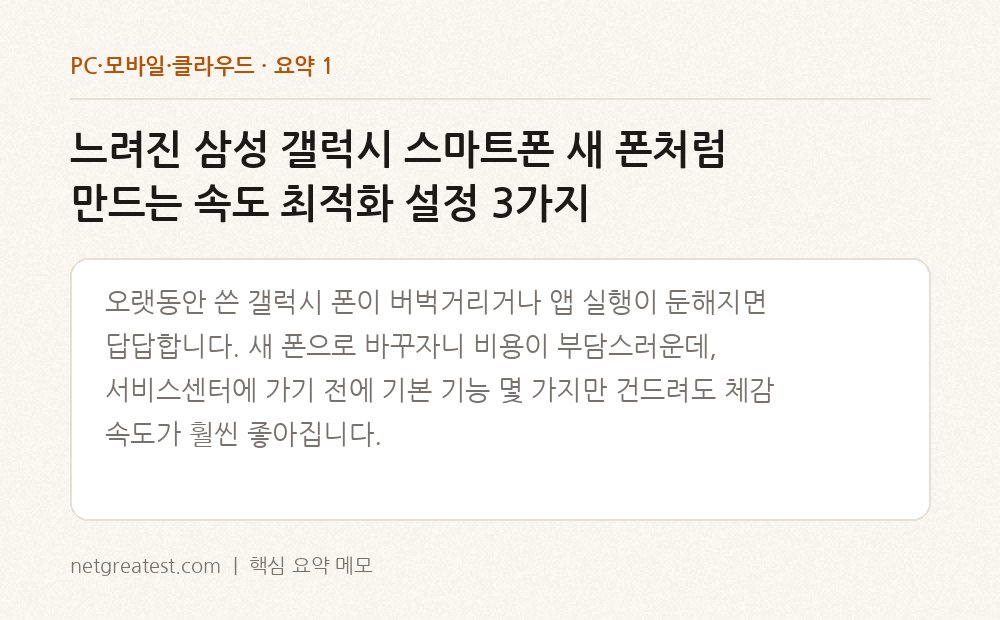 PC·모바일·클라우드 · 요약 1
느려진 삼성 갤럭시 스마트폰 새 폰처럼
만드는 속도 최적화 설정 3가지
오랫동안 쓴 갤럭시 폰이 버벅거리거나 앱 실행이 둔해지면
답답합니다. 새 폰으로 바꾸자니 비용이 부담스러운데,
서비스센터에 가기 전에 기본 기능 몇 가지만 건드려도 체감
속도가 훨씬 좋아집니다.
netgreatest.com | 핵심 요약 메모